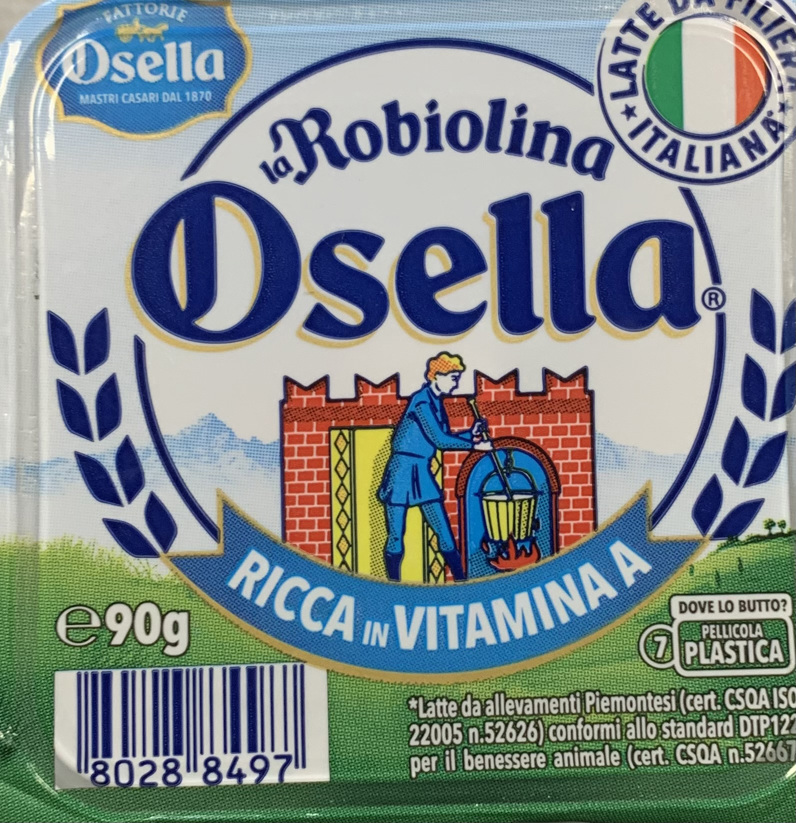 FATTORIE
Osella
MASTRI CASARI DAL 1870
LATTE DA FILIERA
ITALIANA*
la Robiolina
Osella®
RICCA IN VITAMINA A
℮90g
DOVE LO BUTTO?
7 PELLICOLA
PLASTICA
*Latte da allevamenti Piemontesi (cert. CSQA ISO
22005 n.52626) conformi allo standard DTP122
per il benessere animale (cert. CSQA n.52667
8028 8497